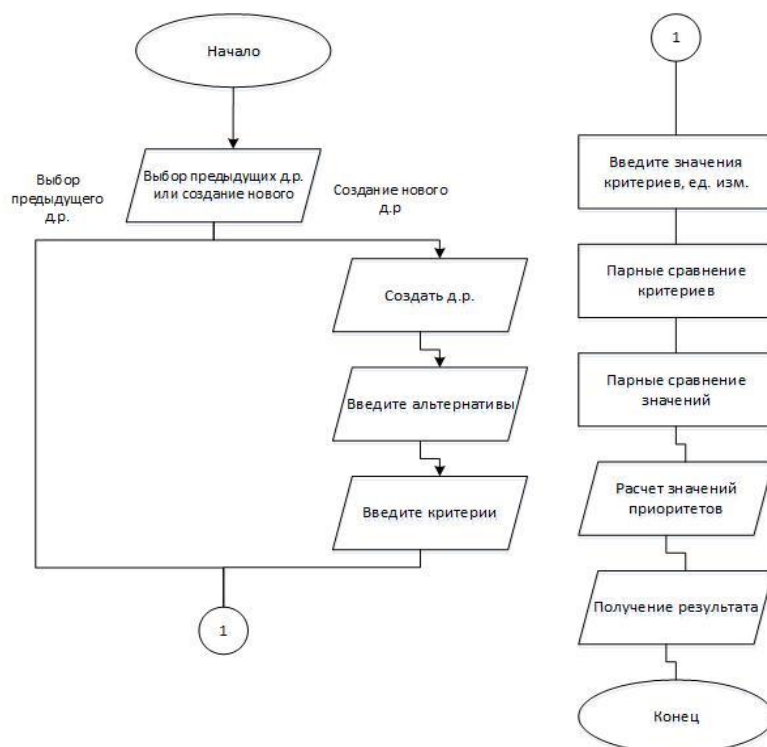 Начало
Выбор предыдущих д.р.
или создание нового
Выбор
предыдущего
д.р.
Создание нового
д.р
Создать д.р.
Введите альтернативы
Введите критерии
1
1
Введите значения
критериев, ед. изм.
Парные сравнение
критериев
Парные сравнение
значений
Расчет значений
приоритетов
Получение результата
Конец